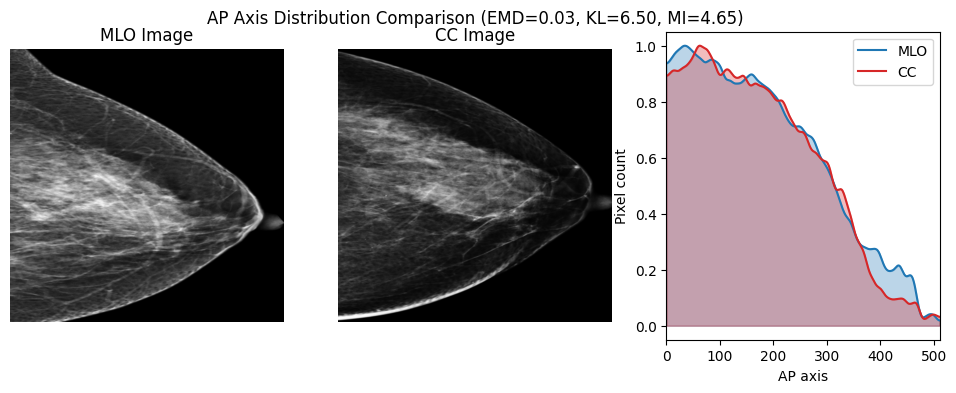 AP Axis Distribution Comparison (EMD=0.03, KL=6.50, MI=4.65)
MLO Image
CC Image
MLO
CC
1.0
0.8
0.6
0.4
0.2
0.0
Pixel count
0 100 200 300 400 500
AP axis